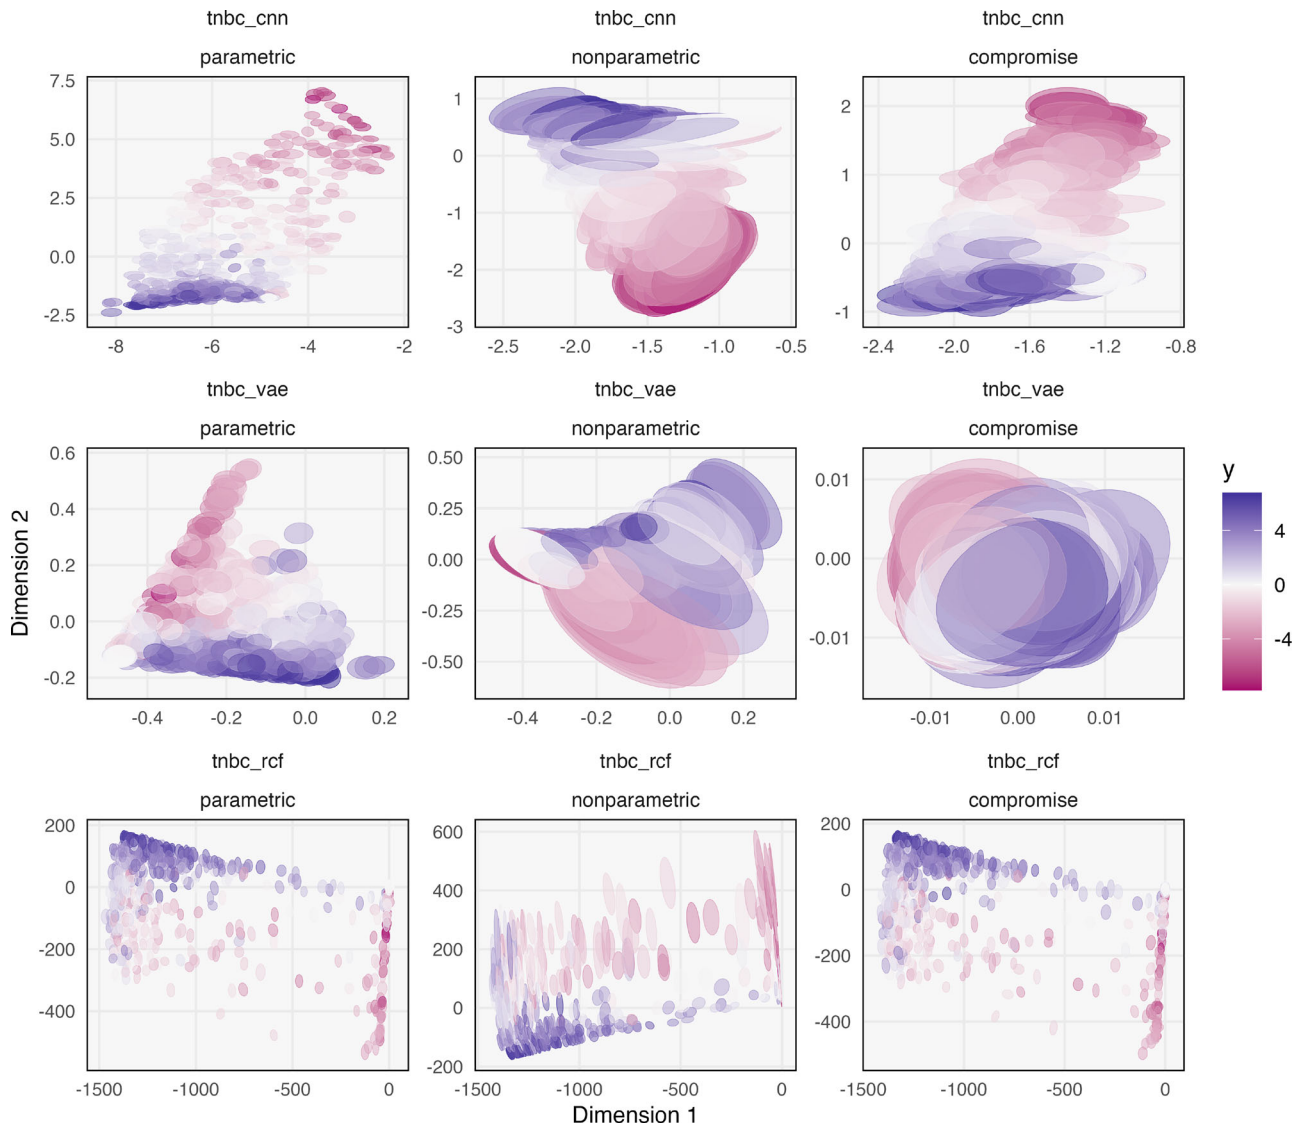 tnbc_cnn tnbc_cnn tnbc_cnn
parametric nonparametric compromise
7.5
5.0
2.5
0.0
-2.5
-8 -6 -4 -2
1
0
-1
-2
-3
-2.5 -2.0 -1.5 -1.0 -0.5
2
1
0
-1
-2.4 -2.0 -1.6 -1.2 -0.8
tnbc_vae tnbc_vae tnbc_vae
parametric nonparametric compromise
0.6
0.4
0.2
0.0
-0.2
-0.4 -0.2 0.0 0.2
0.50
0.25
0.00
-0.25
-0.50
-0.4 -0.2 0.0 0.2
0.01
0.00
-0.01
-0.01 0.00 0.01
Dimension 2
y
4
0
-4
tnbc_rcf tnbc_rcf tnbc_rcf
parametric nonparametric compromise
200
0
-200
-400
-1500 -1000 -500 0
600
400
200
0
-200
-1500 -1000 -500 0
200
0
-200
-400
-1500 -1000 -500 0
Dimension 1